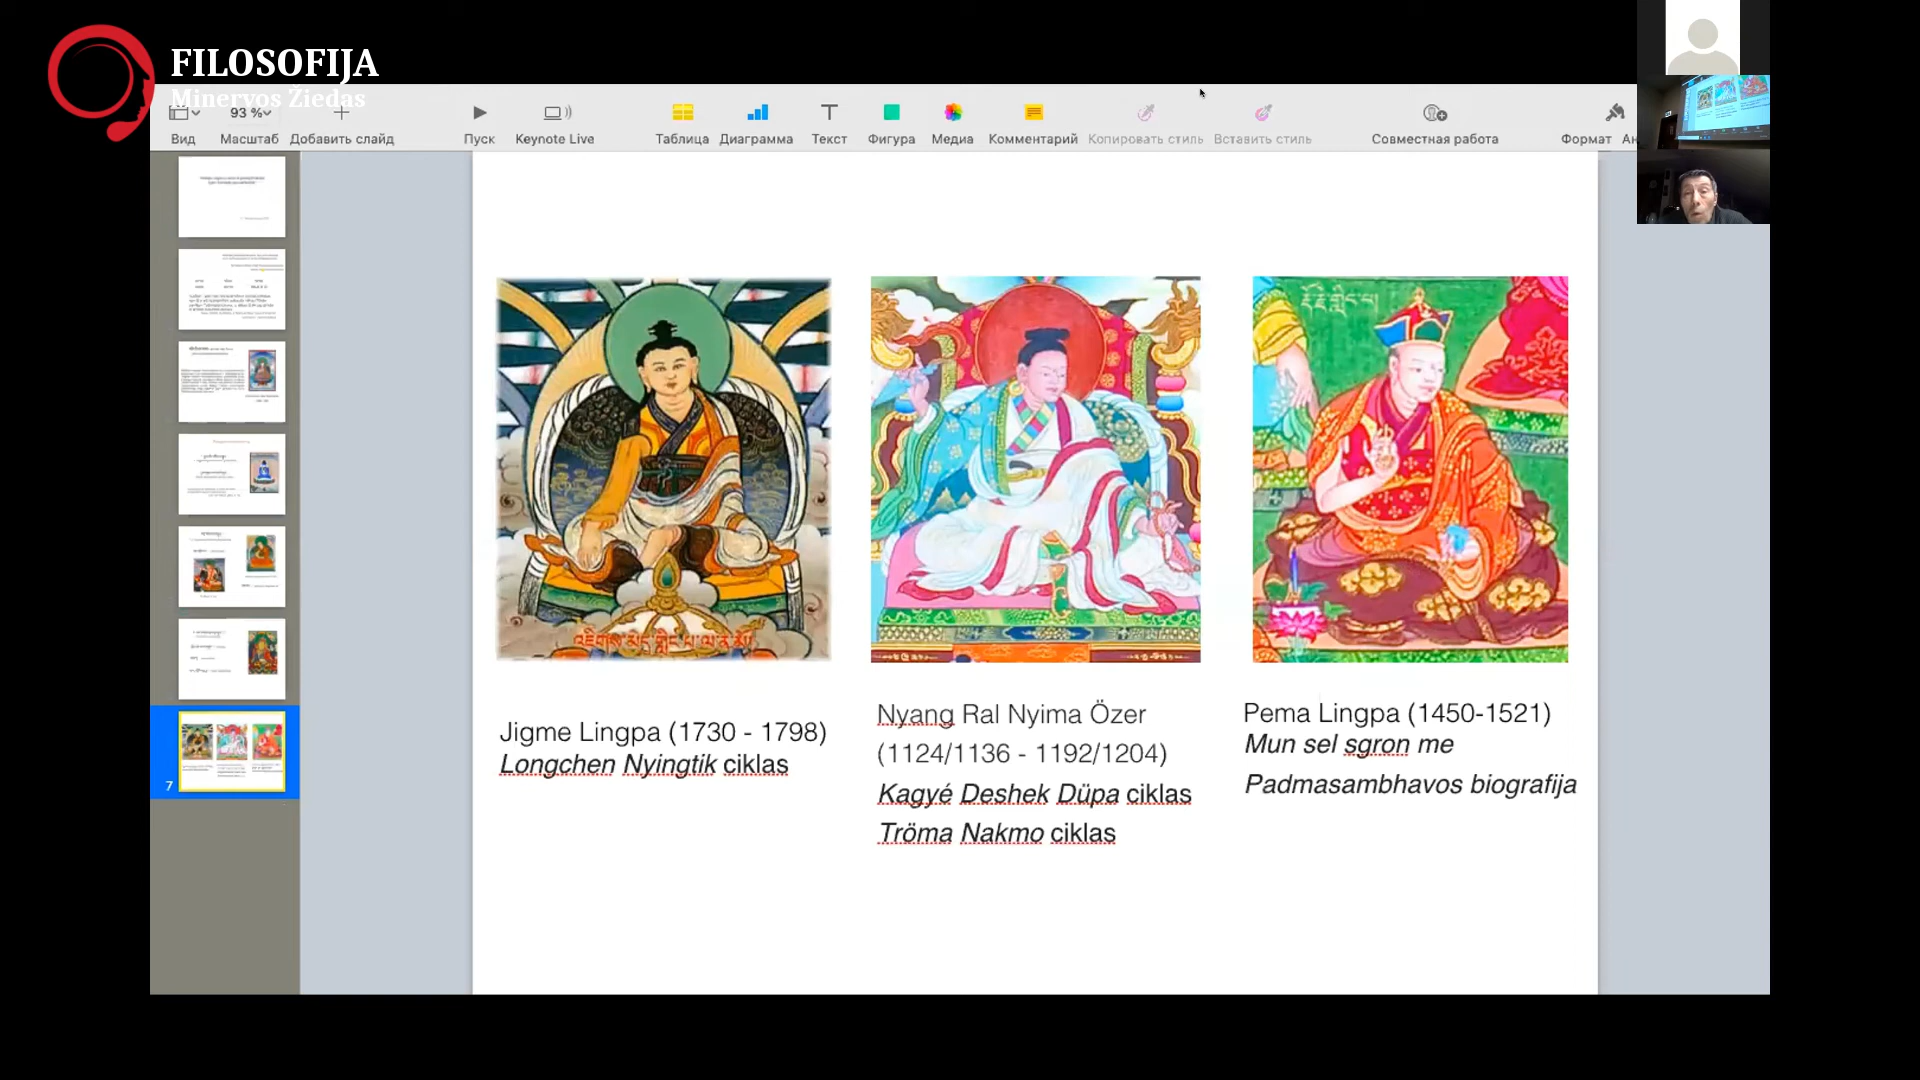 FILOSOFIJA
Minervos Žiedas
93 %
Вид
Масштаб
Добавить слайд
Пуск
Keynote Live
Таблица
Диаграмма
Текст
Фигура
Медиа
Комментарий
Копировать стиль
Вставить стиль
Совместная работа
Формат
Ан
7
Jigme Lingpa (1730 - 1798)
Longchen Nyingtik ciklas
Nyang Ral Nyima Özer
(1124/1136 - 1192/1204)
Kagyé Deshek Düpa ciklas
Tröma Nakmo ciklas
Pema Lingpa (1450-1521)
Mun sel sgron me
Padmasambhavos biografija